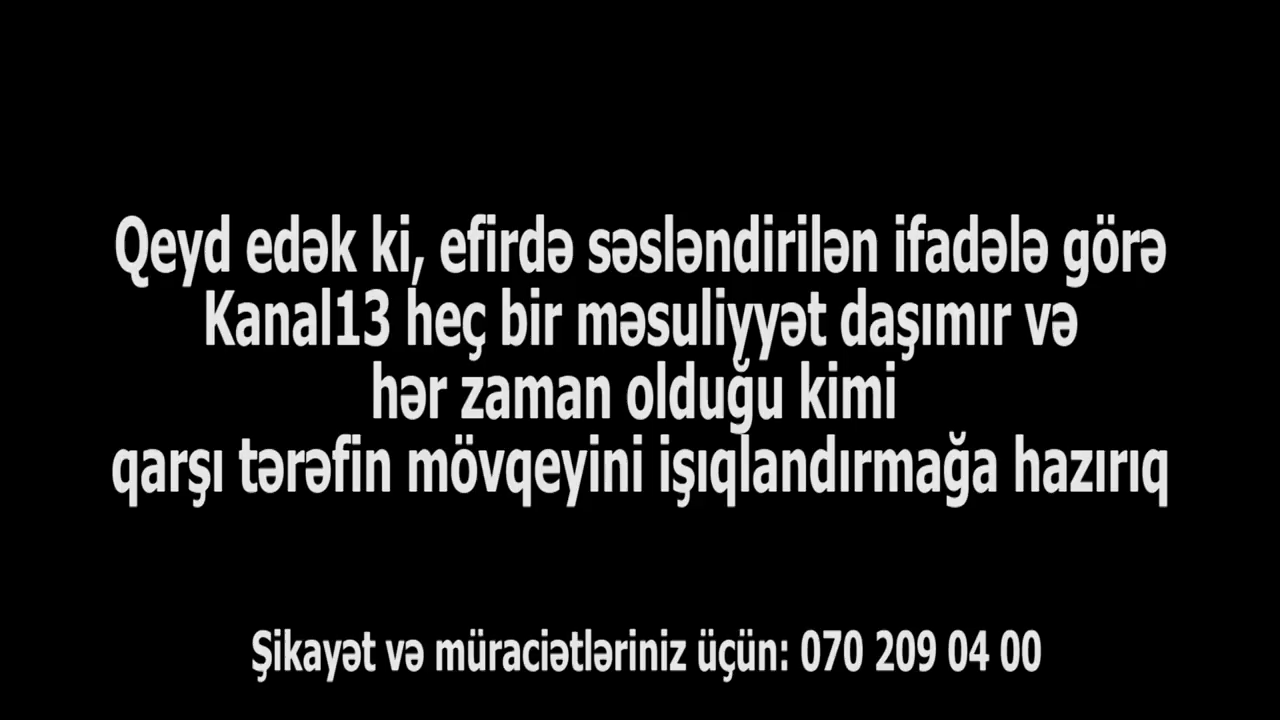 Qeyd edək ki, efirdə səsləndirilən ifadələ görə
Kanal13 heç bir məsuliyyət daşımır və
hər zaman olduğu kimi
qarşı tərəfin mövqeyini işıqlandırmağa hazırıq
Şikayət və müraciətləriniz üçün: 070 209 04 00